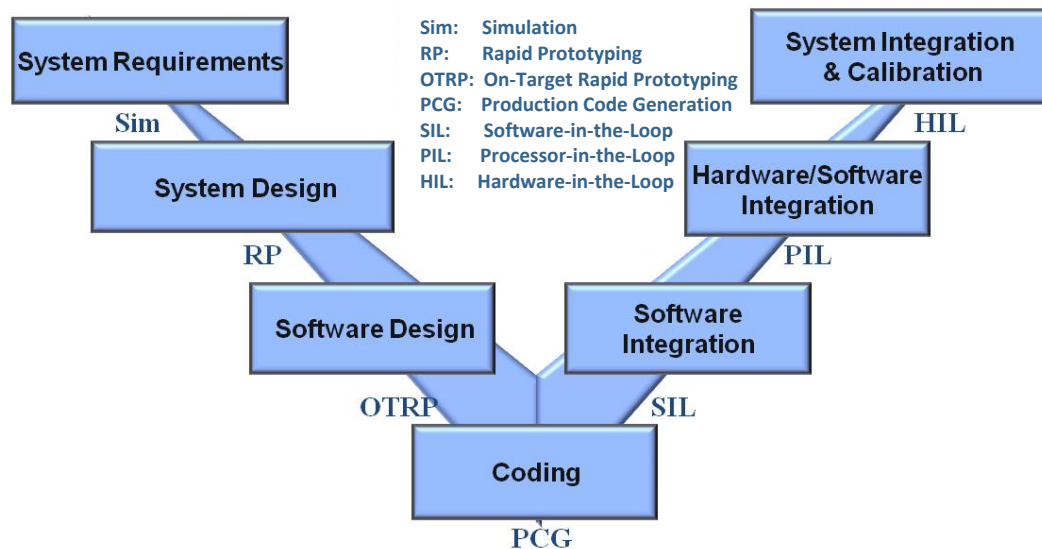 System Requirements
Sim: Simulation
RP: Rapid Prototyping
OTRP: On-Target Rapid Prototyping
PCG: Production Code Generation
SIL: Software-in-the-Loop
PIL: Processor-in-the-Loop
HIL: Hardware-in-the-Loop
System Integration
& Calibration
Sim
HIL
System Design
Hardware/Software
Integration
RP
PIL
Software Design
Software
Integration
OTRP
SIL
Coding
PCG